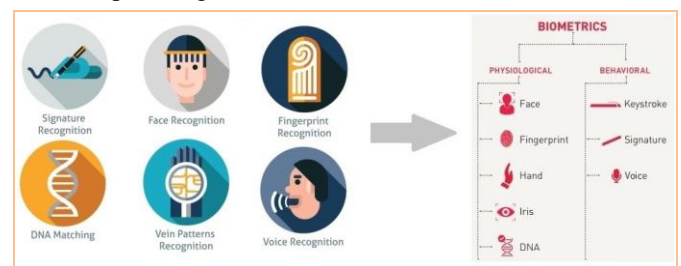 Signature
Recognition
Face Recognition
Fingerprint
Recognition
DNA Matching
Vein Patterns
Recognition
Voice Recognition
BIOMETRICS
PHYSIOLOGICAL
BEHAVIORAL
Face
Keystroke
Fingerprint
Signature
Hand
Voice
Iris
DNA